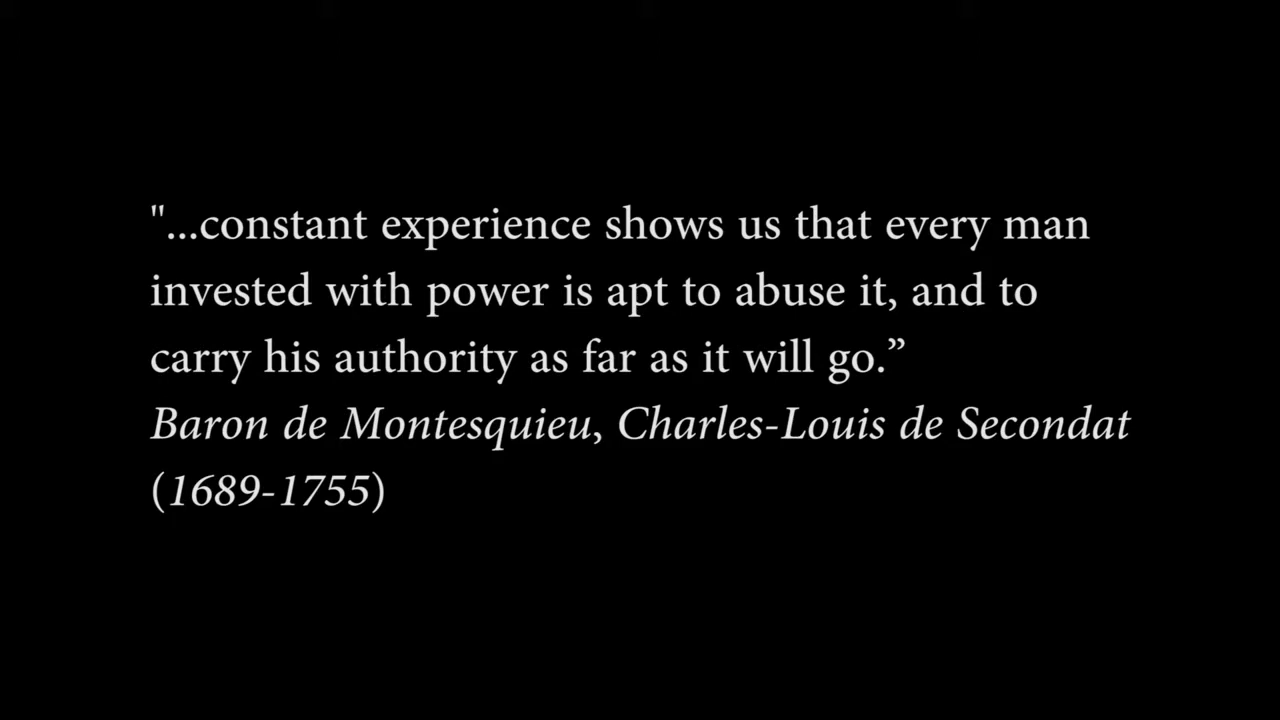 "...constant experience shows us that every man
invested with power is apt to abuse it, and to
carry his authority as far as it will go.”
Baron de Montesquieu, Charles-Louis de Secondat
(1689-1755)